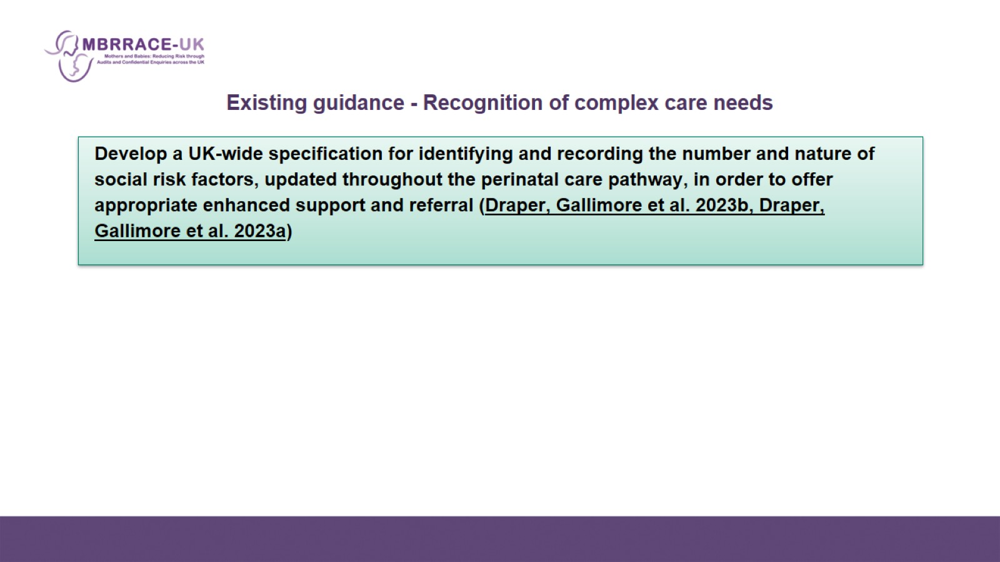 MBRRACE-UK
Mothers and Babies: Reducing Risk through
Audits and Confidential Enquiries across the UK
Existing guidance - Recognition of complex care needs
Develop a UK-wide specification for identifying and recording the number and nature of
social risk factors, updated throughout the perinatal care pathway, in order to offer
appropriate enhanced support and referral (Draper, Gallimore et al. 2023b, Draper,
Gallimore et al. 2023a)